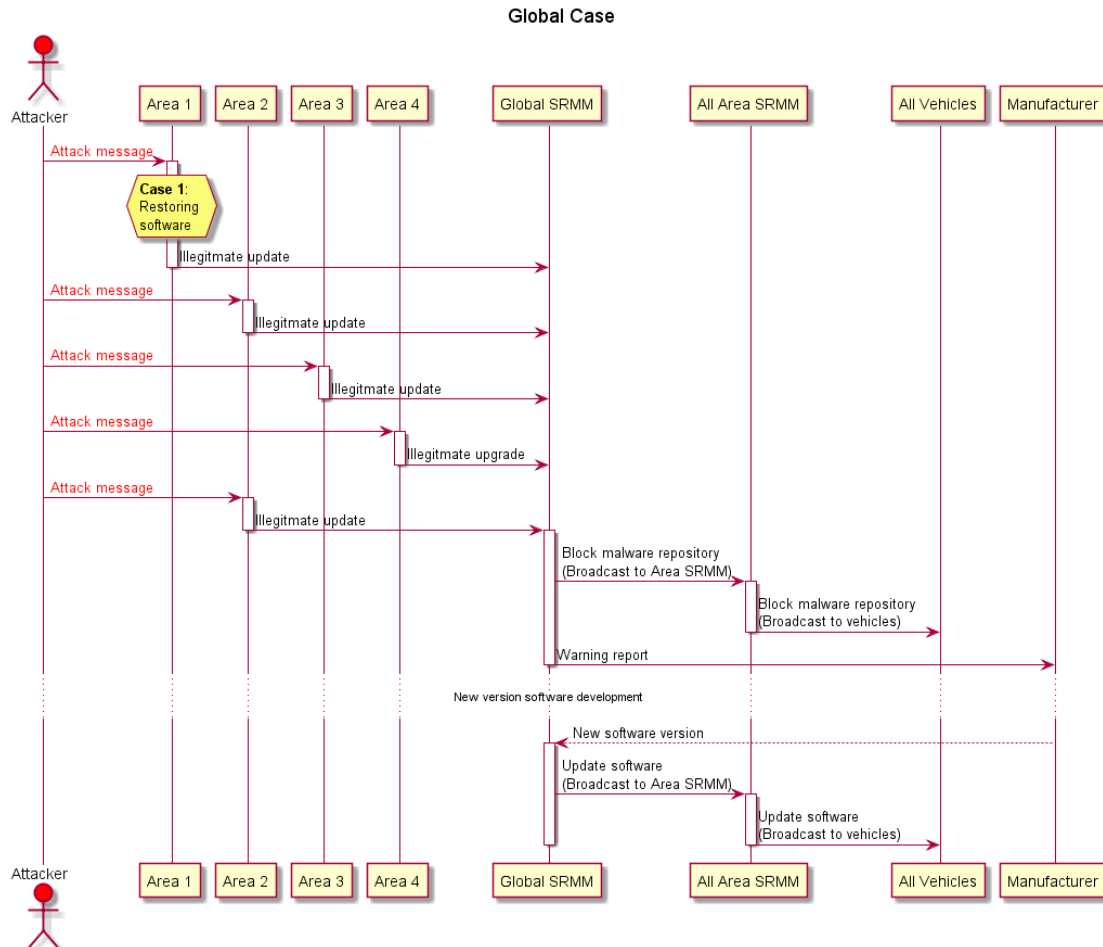 Global Case
Attacker
Area 1
Area 2
Area 3
Area 4
Global SRMM
All Area SRMM
All Vehicles
Manufacturer
Attack message
Case 1:
Restoring
software
Illegitmate update
Attack message
Illegitmate update
Attack message
Illegitmate update
Attack message
Illegitmate upgrade
Attack message
Illegitmate update
Block malware repository
(Broadcast to Area SRMM)
Block malware repository
(Broadcast to vehicles)
Warning report
New version software development
New software version
Update software
(Broadcast to Area SRMM)
Update software
(Broadcast to vehicles)
Attacker
Area 1
Area 2
Area 3
Area 4
Global SRMM
All Area SRMM
All Vehicles
Manufacturer